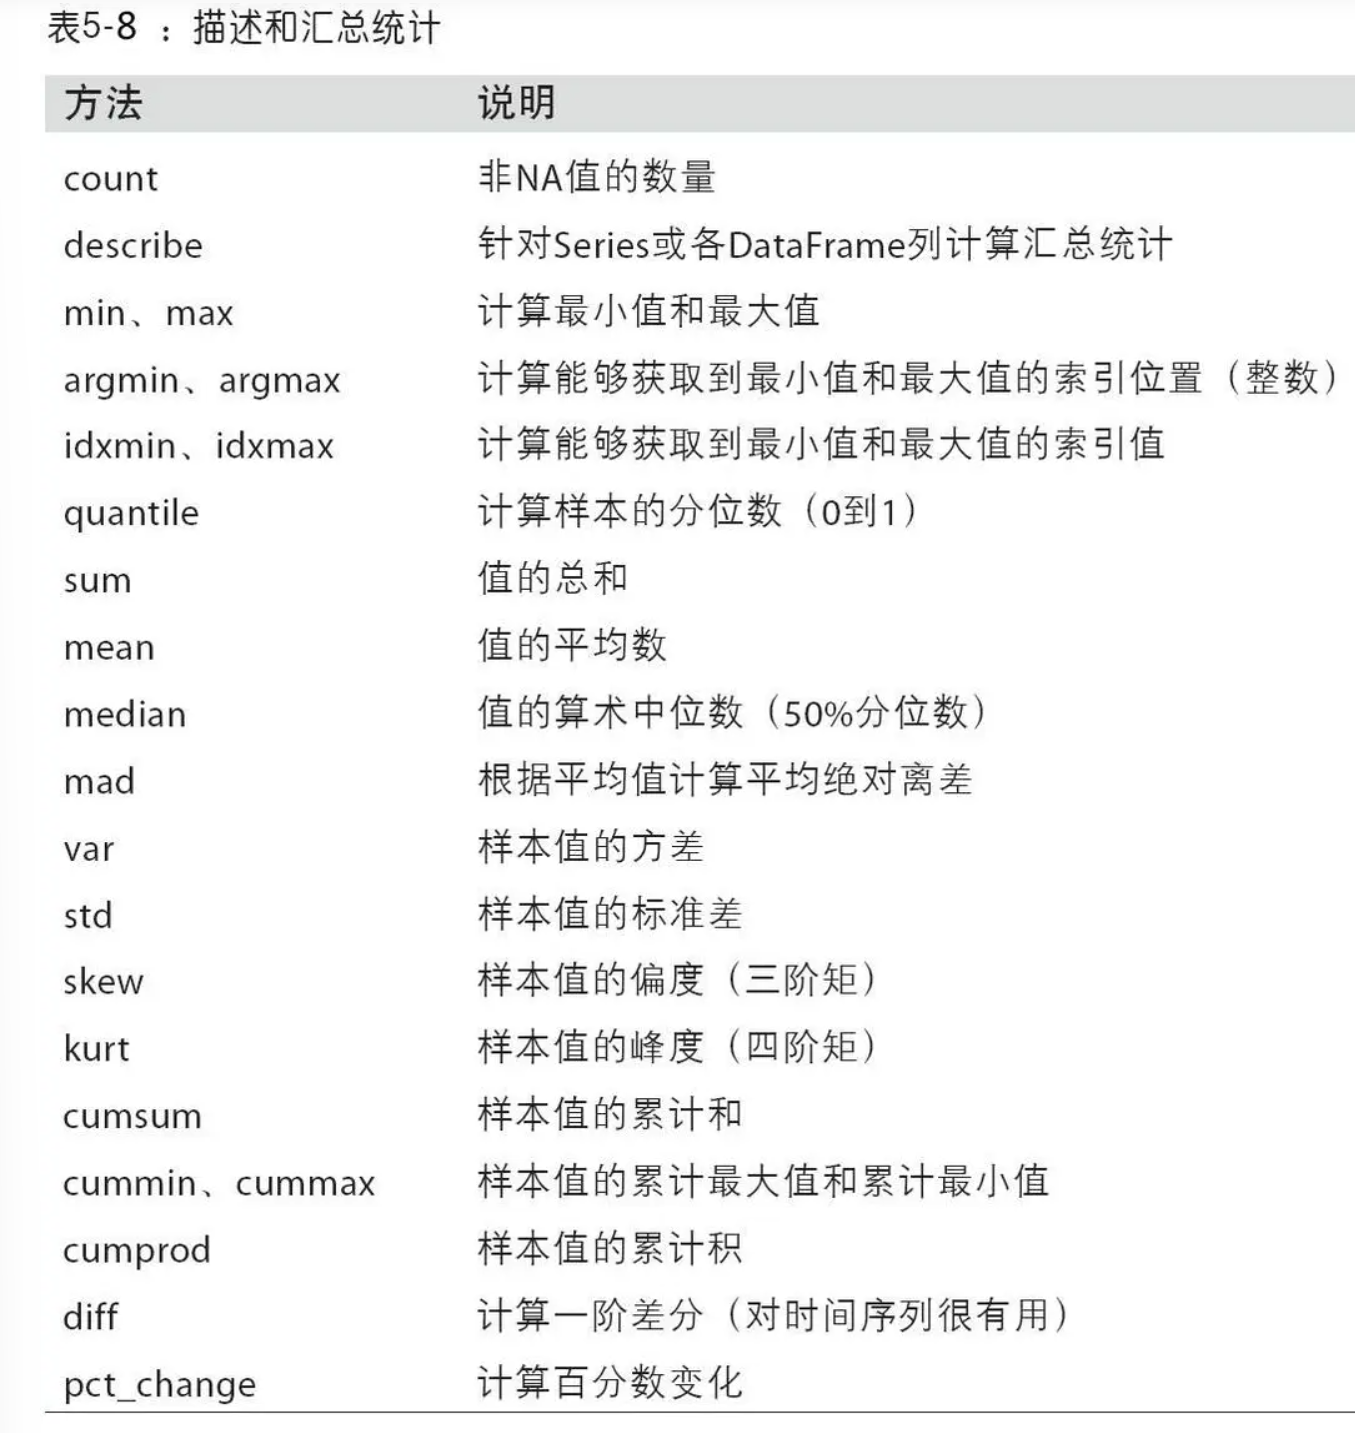 表5-8：描述和汇总统计
方法 说明
count 非NA值的数量
describe 针对Series或各DataFrame列计算汇总统计
min、max 计算最小值和最大值
argmin、argmax 计算能够获取到最小值和最大值的索引位置（整数）
idxmin、idxmax 计算能够获取到最小值和最大值的索引值
quantile 计算样本的分位数（0到1）
sum 值的总和
mean 值的平均数
median 值的算术中位数（50%分位数）
mad 根据平均值计算平均绝对离差
var 样本值的方差
std 样本值的标准差
skew 样本值的偏度（三阶矩）
kurt 样本值的峰度（四阶矩）
cumsum 样本值的累计和
cummin、cummax 样本值的累计最大值和累计最小值
cumprod 样本值的累计积
diff 计算一阶差分（对时间序列很有用）
pct_change 计算百分数变化